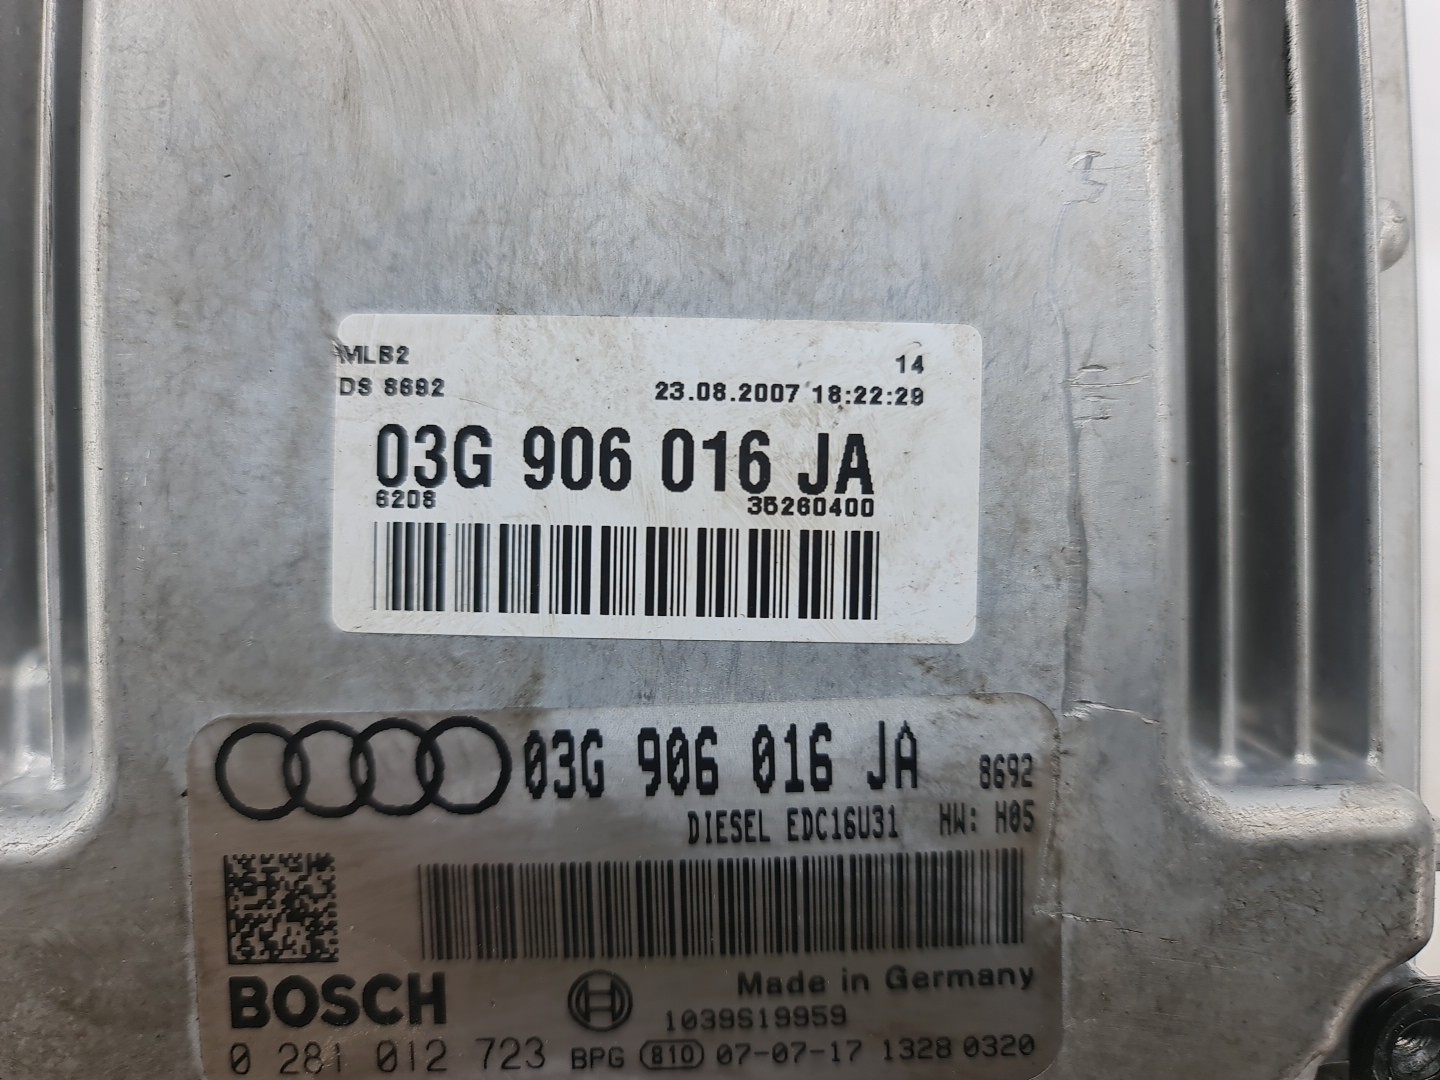 MLB2 14
DS 8692 23.08.2007 18:22:29
03G 906 016 JA
6208 35260400
03G 906 016 JA 8692
DIESEL EDC16U31 HW: H05
BOSCH Made in Germany
1039S19959
0 281 012 723 BPG 810 07-07-17 1328 0320